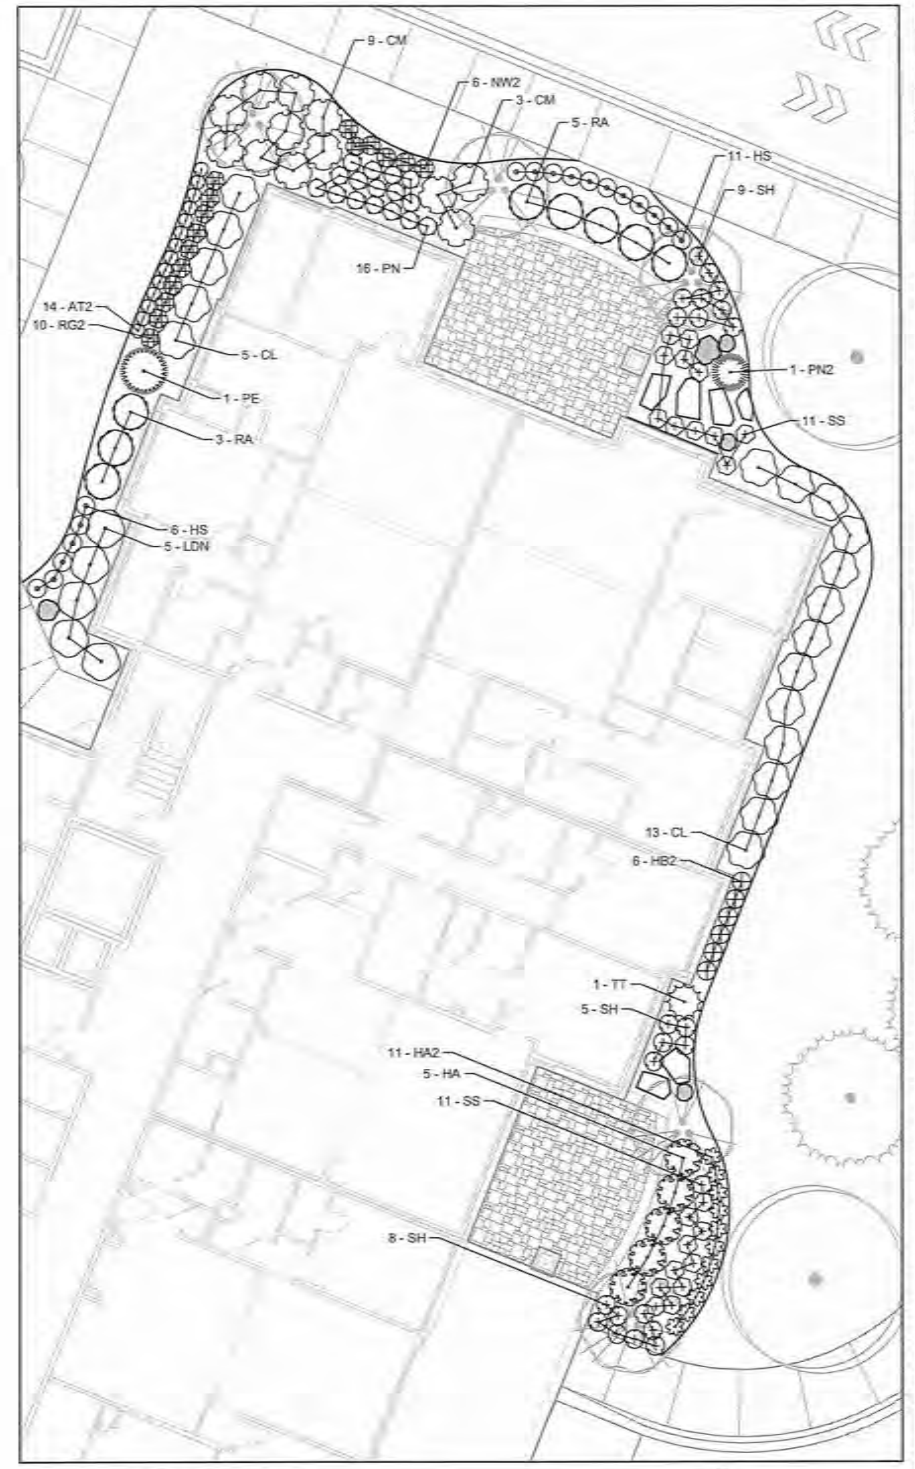 9 - CM
6 - NW2
3 - CM
5 - RA
11 - HS
9 - SH
16 - PN
14 - AT2
10 - RG2
5 - CL
1 - PE
1 - PN2
3 - RA
11 - SS
6 - HS
5 - LDN
13 - CL
6 - HB2
1 - TT
5 - SH
11 - HA2
5 - HA
11 - SS
8 - SH